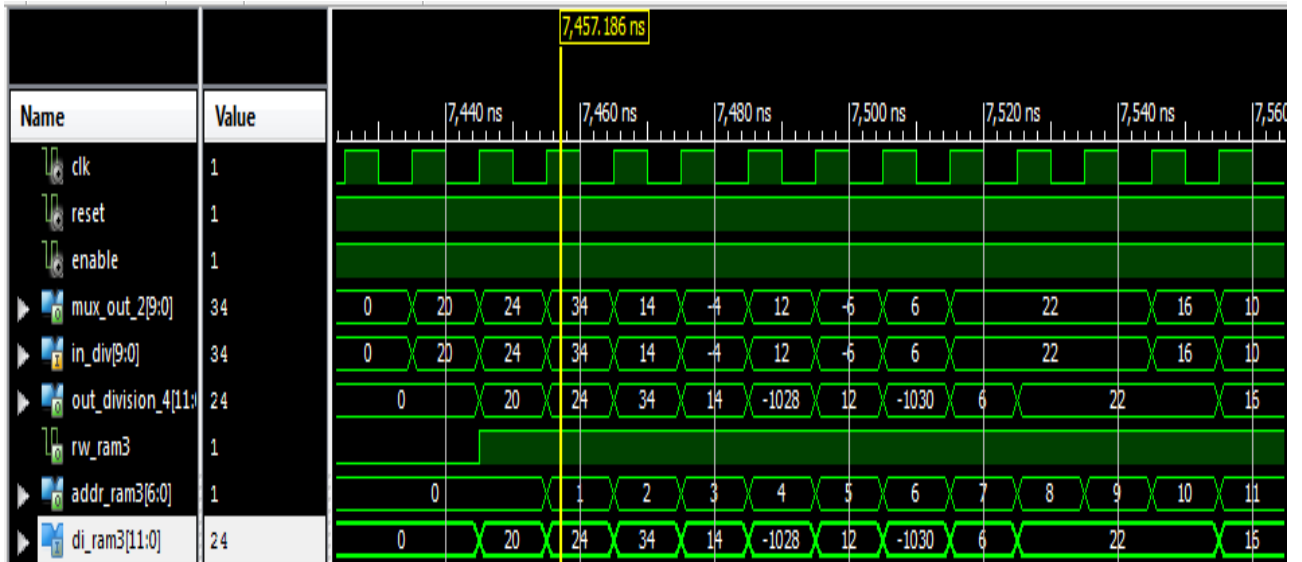 7,457.186 ns
Name Value 7,440 ns 7,460 ns 7,480 ns 7,500 ns 7,520 ns 7,540 ns 7,560
clk 1
reset 1
enable 1
mux_out_2[9:0] 34 0 20 24 34 14 -4 12 -6 6 22 16 10
in_div[9:0] 34 0 20 24 34 14 -4 12 -6 6 22 16 10
out_division_4[11: 24 0 20 24 34 14 -1028 12 -1030 6 22 16
rw_ram3 1
addr_ram3[6:0] 1 0 1 2 3 4 5 6 7 8 9 10 11
di_ram3[11:0] 24 0 20 24 34 14 -1028 12 -1030 6 22 16